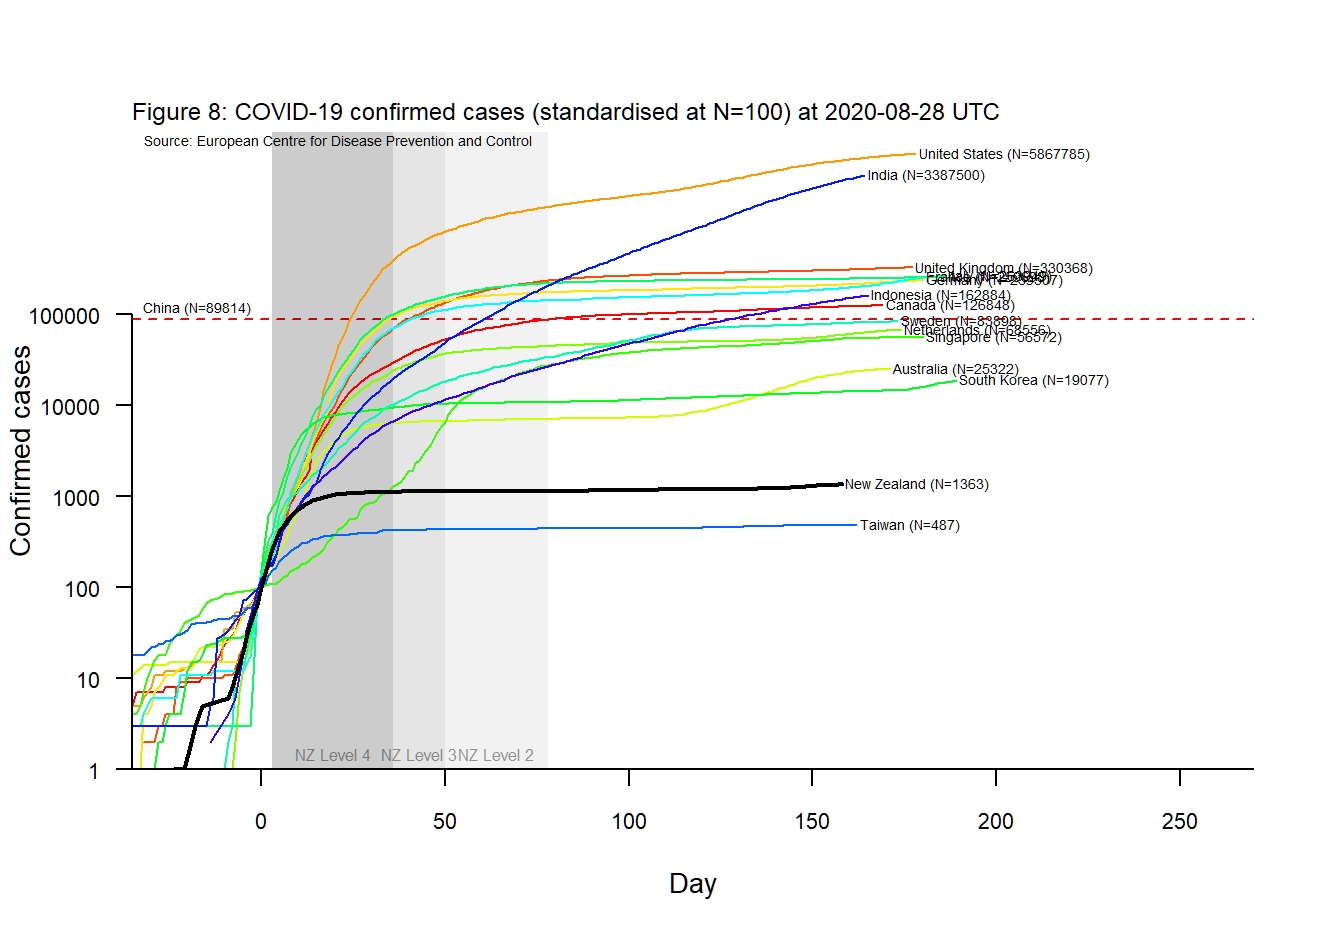 Figure 8: COVID-19 confirmed cases (standardised at N=100) at 2020-08-28 UTC
Source: European Centre for Disease Prevention and Control
United States (N=5867785)
India (N=3387500)
United Kingdom (N=330368)
Germany
Indonesia (N=162884)
Canada (N=126848)
China (N=89814)
Sweden
Netherlands
Singapore (N=56572)
Australia (N=25322)
South Korea (N=19077)
New Zealand (N=1363)
Taiwan (N=487)
Confirmed cases
100000
10000
1000
100
10
1
NZ Level 4
NZ Level 3
NZ Level 2
0
50
100
150
200
250
Day